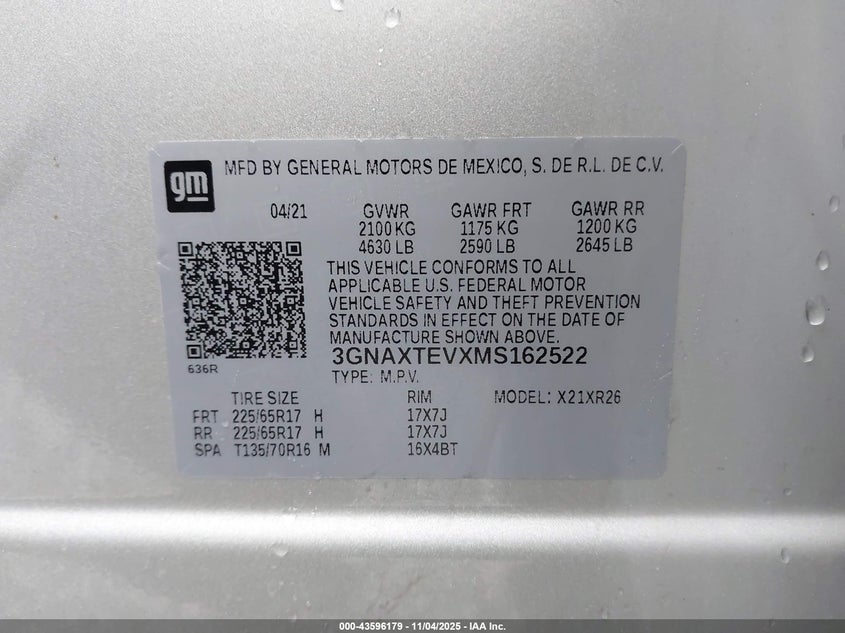 gm
MFD BY GENERAL MOTORS DE MEXICO, S. DE R.L. DE C.V.
04/21 GVWR GAWR FRT GAWR RR
2100 KG 1175 KG 1200 KG
4630 LB 2590 LB 2645 LB
THIS VEHICLE CONFORMS TO ALL
APPLICABLE U.S. FEDERAL MOTOR
VEHICLE SAFETY AND THEFT PREVENTION
STANDARDS IN EFFECT ON THE DATE OF
MANUFACTURE SHOWN ABOVE.
3GNAXTEVXMS162522
636R
TYPE: M.P.V.
TIRE SIZE RIM MODEL: X21XR26
FRT 225/65R17 H 17X7J
RR 225/65R17 H 17X7J
SPA T135/70R16 M 16X4BT
000-43596179 - 11/04/2025 - IAA Inc.